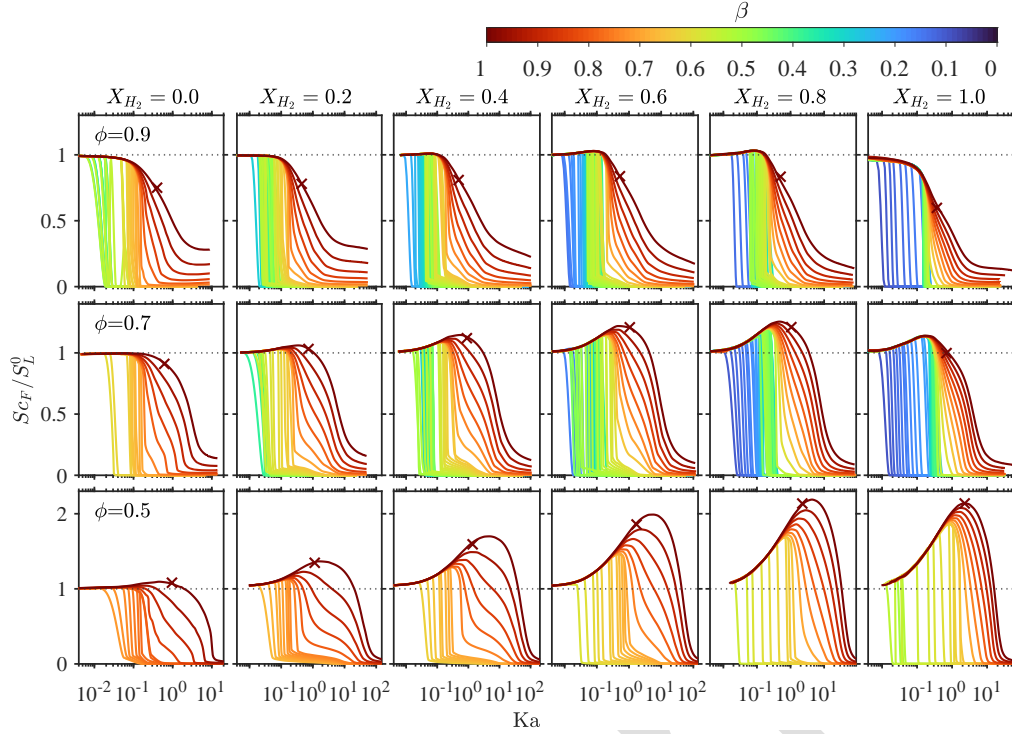 β
1 0.9 0.8 0.7 0.6 0.5 0.4 0.3 0.2 0.1 0
X_{H_2} = 0.0 X_{H_2} = 0.2 X_{H_2} = 0.4 X_{H_2} = 0.6 X_{H_2} = 0.8 X_{H_2} = 1.0
ϕ=0.9
1
0.5
0
ϕ=0.7
1
0.5
0
Sc_F/S_L^0
ϕ=0.5
2
1
0
10^{-2} 10^{-1} 10^0 10^1 10^{-1} 10^0 10^1 10^2 10^{-1} 10^0 10^1 10^2 10^{-1} 10^0 10^1 10^2 10^{-1} 10^1 10^{-1} 10^1
Ka